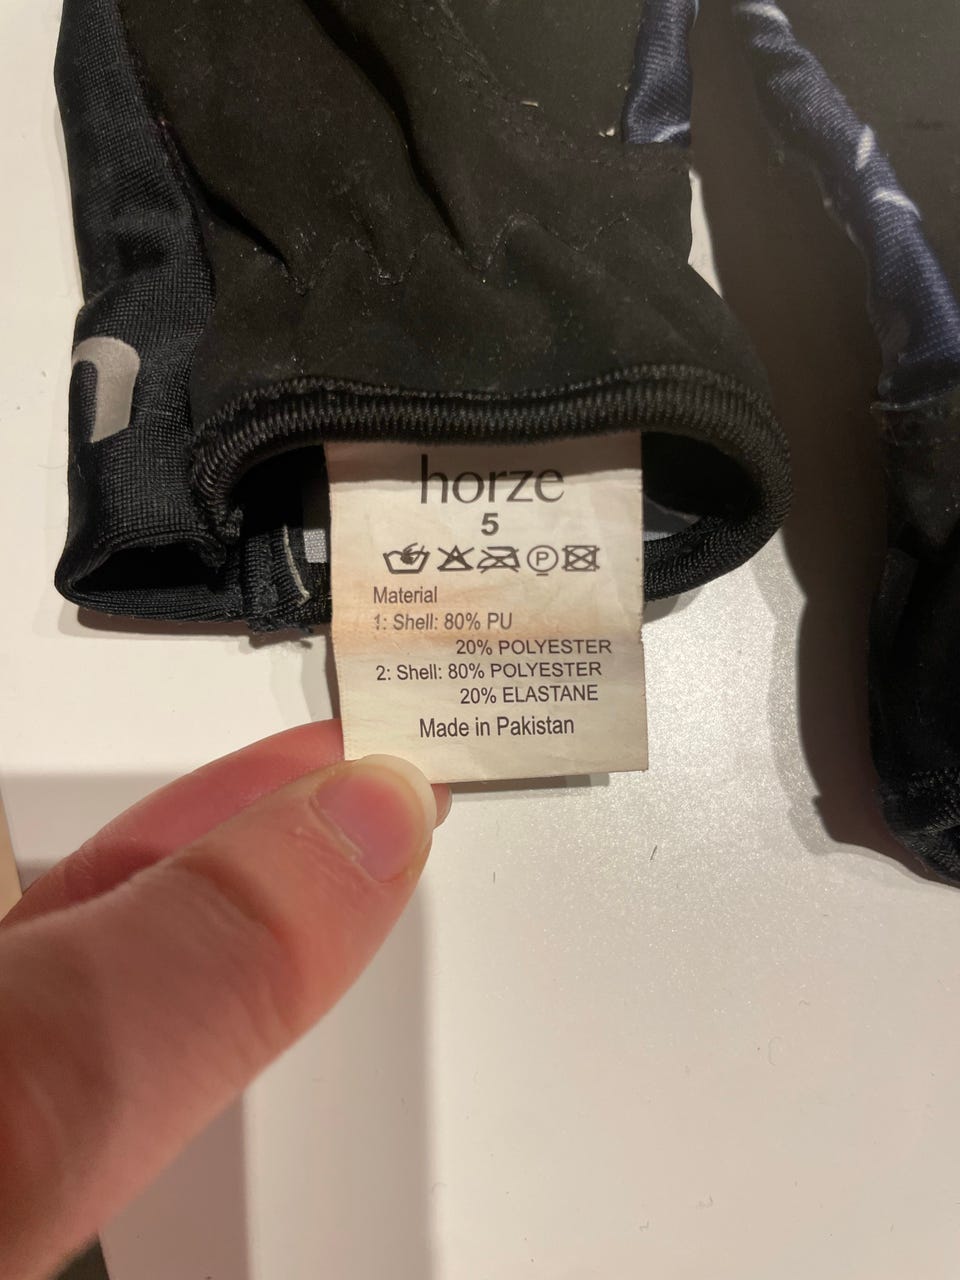 horze
5
P
Material
1: Shell: 80% PU
20% POLYESTER
2: Shell: 80% POLYESTER
20% ELASTANE
Made in Pakistan